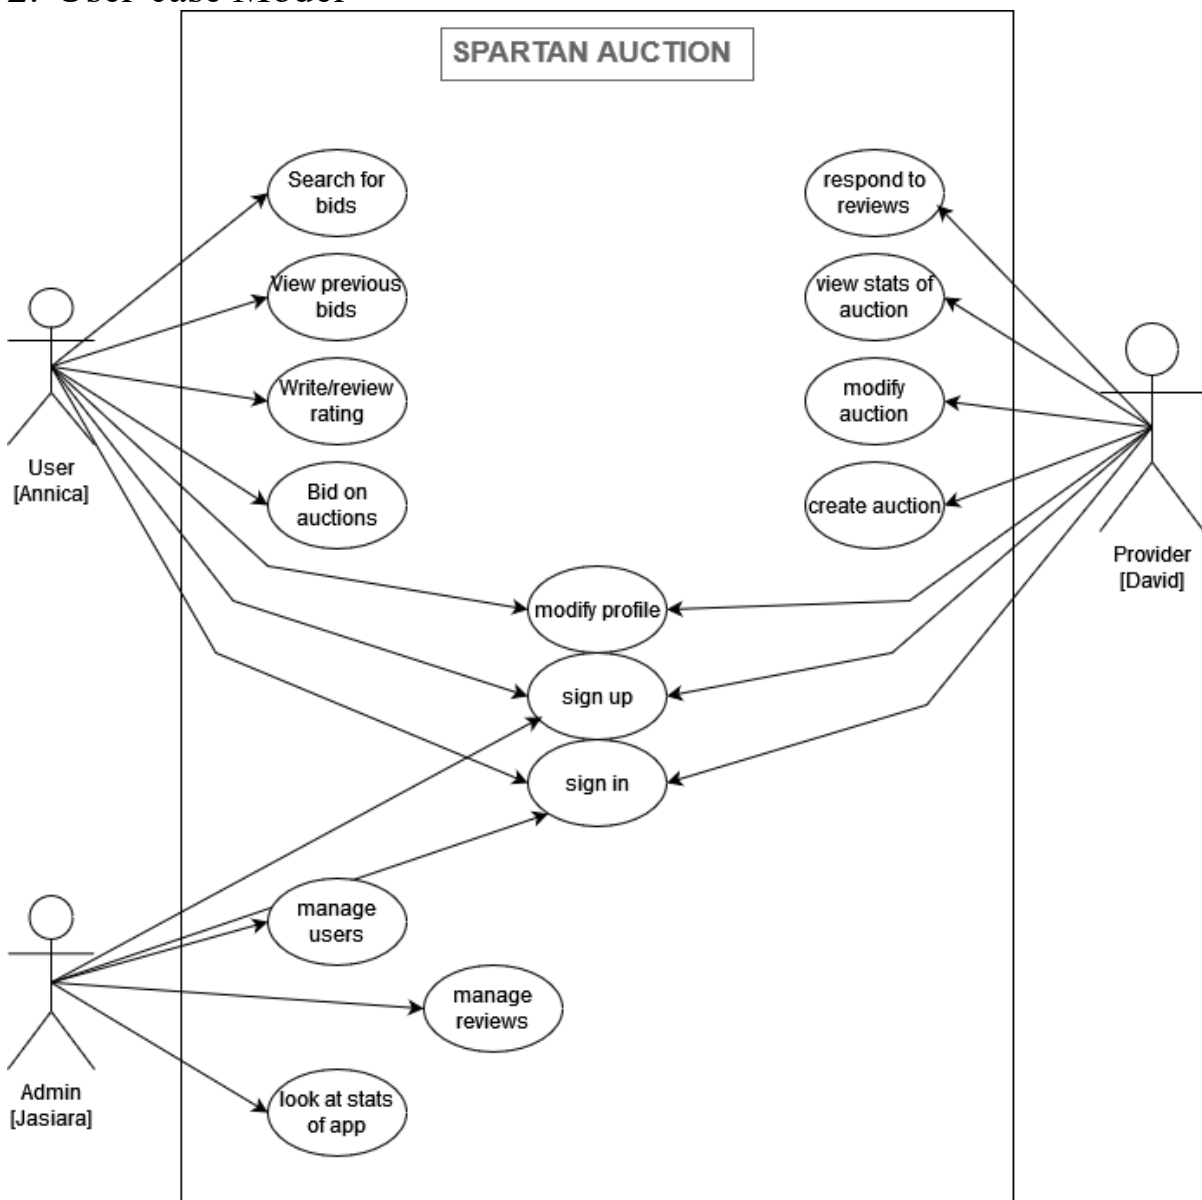 2. User-case Model
SPARTAN AUCTION
Search for
bids
respond to
reviews
View previous
bids
view stats of
auction
Write/review
rating
modify
auction
User
[Annica]
Bid on
auctions
create auction
Provider
[David]
modify profile
sign up
sign in
manage
users
manage
reviews
Admin
[Jasiara]
look at stats
of app